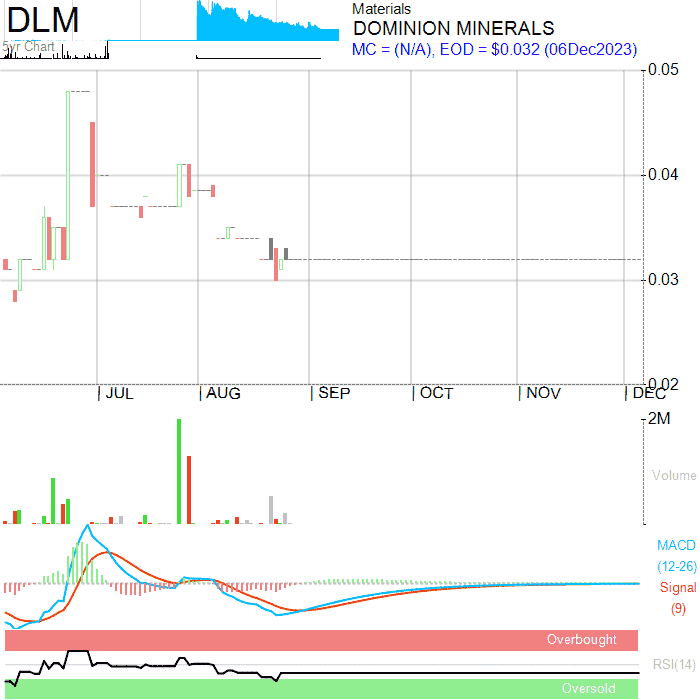 DLM
5yr Chart
Materials
DOMINION MINERALS
MC = (N/A), EOD = $0.032 (06Dec2023)
0.05
0.04
0.03
0.02
JUL
AUG
SEP
OCT
NOV
DEC
2M
Volume
MACD
(12-26)
Signal
(9)
Overbought
RSI(14)
Oversold